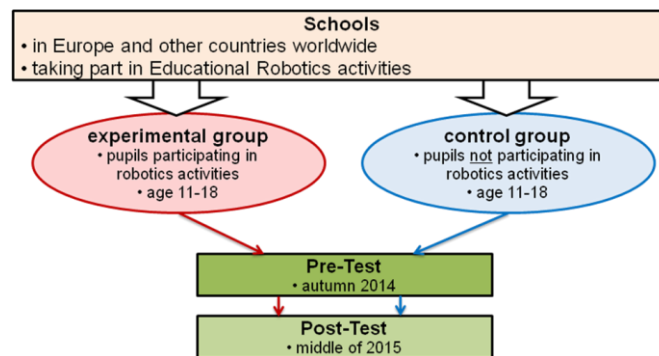 Schools
• in Europe and other countries worldwide
• taking part in Educational Robotics activities
experimental group
• pupils participating in
robotics activities
• age 11-18
control group
• pupils not participating in
robotics activities
• age 11-18
Pre-Test
• autumn 2014
Post-Test
• middle of 2015